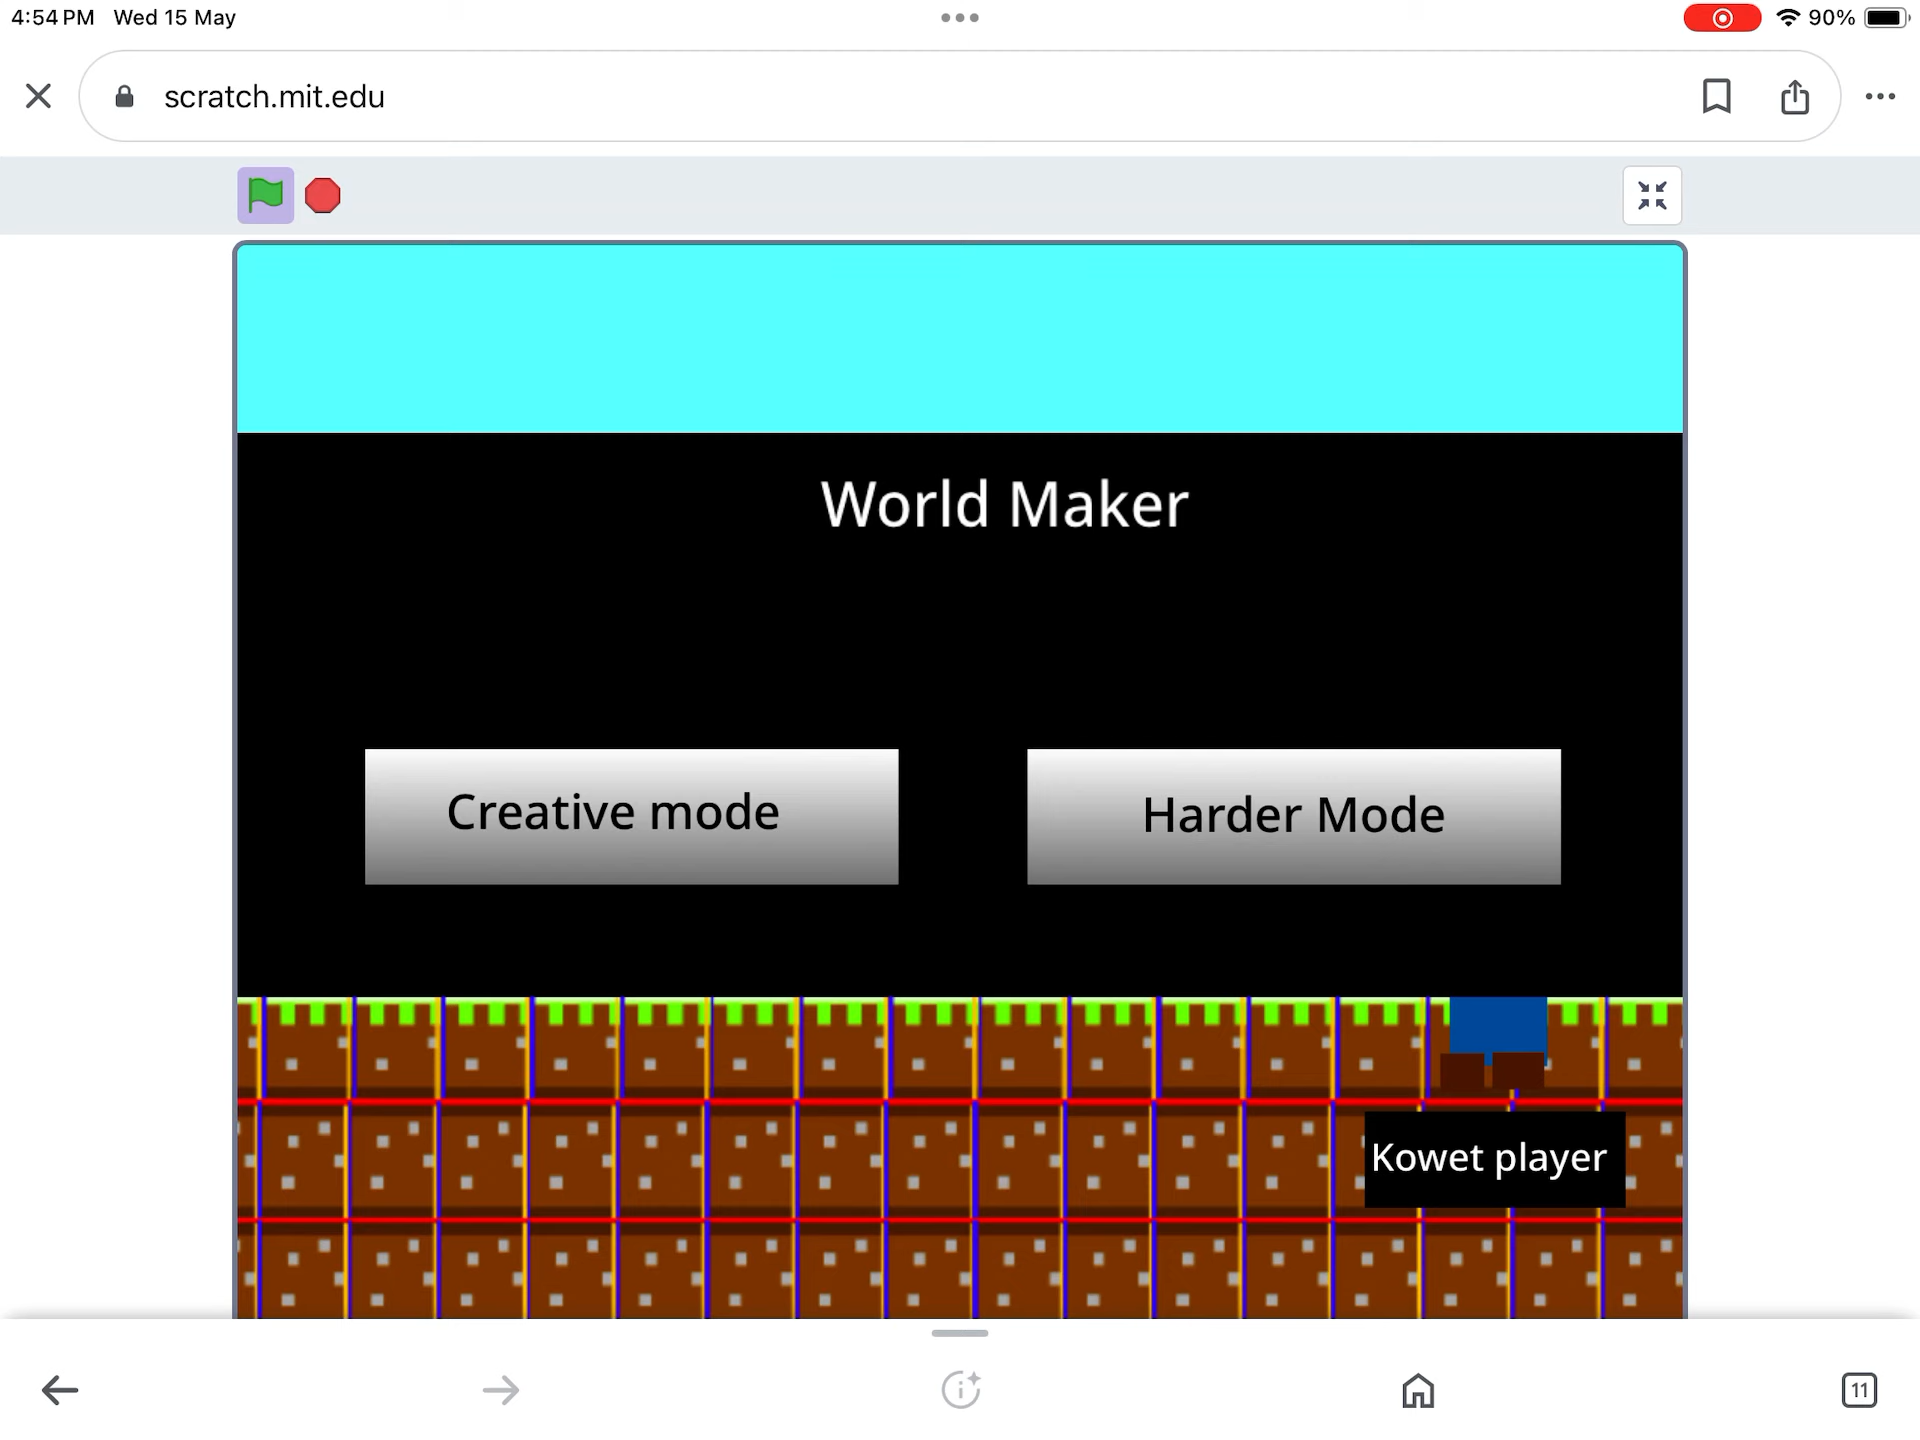 4:54 PM Wed 15 May
90%
scratch.mit.edu
World Maker
Creative mode
Harder Mode
Kowet player
11